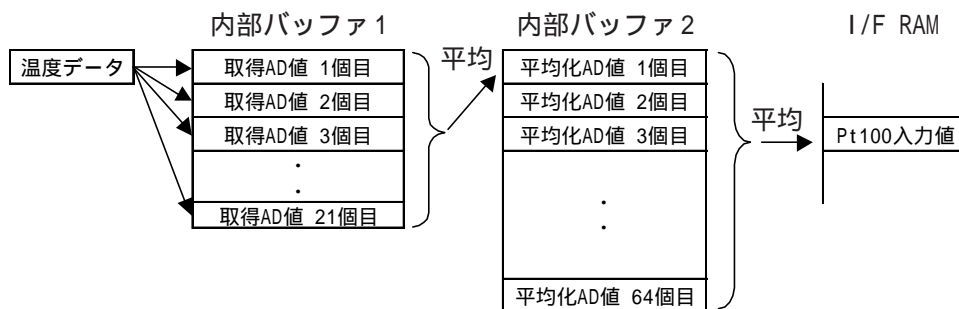 内部バッファ1
内部バッファ2
I/F RAM
温度データ
取得AD値 1個目
取得AD値 2個目
取得AD値 3個目
・
・
取得AD値 21個目
平均
平均化AD値 1個目
平均化AD値 2個目
平均化AD値 3個目
・
・
平均化AD値 64個目
平均
Pt100入力値